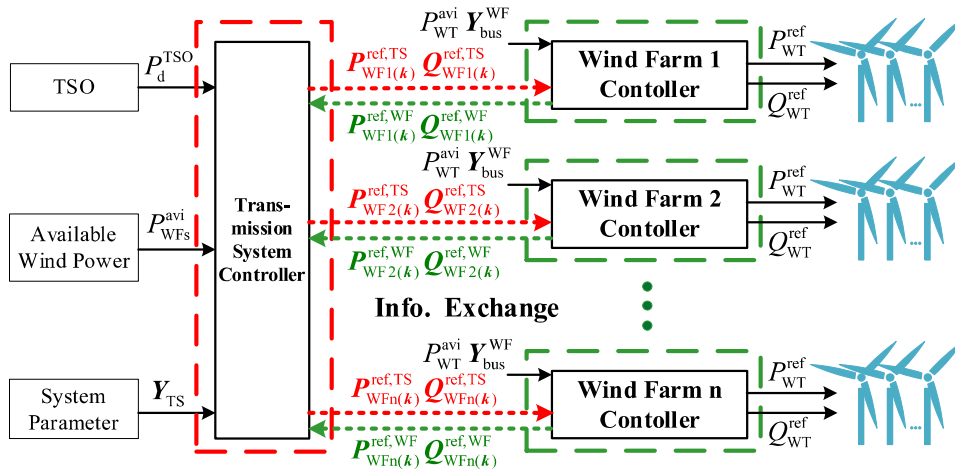 TSO
P_d^TSO
Available
Wind Power
P_WFs^avi
System
Parameter
Y_TS
Trans-
mission
System
Controller
P_WT^avi Y_bus^WF
P_WF1(k)^ref,TS Q_WF1(k)^ref,TS
P_WF1(k)^ref,WF Q_WF1(k)^ref,WF
Wind Farm 1
Contoller
P_WT^ref
Q_WT^ref
...
P_WT^avi Y_bus^WF
P_WF2(k)^ref,TS Q_WF2(k)^ref,TS
P_WF2(k)^ref,WF Q_WF2(k)^ref,WF
Wind Farm 2
Contoller
P_WT^ref
Q_WT^ref
...
Info. Exchange
P_WT^avi Y_bus^WF
P_WFn(k)^ref,TS Q_WFn(k)^ref,TS
P_WFn(k)^ref,WF Q_WFn(k)^ref,WF
Wind Farm n
Contoller
P_WT^ref
Q_WT^ref
...